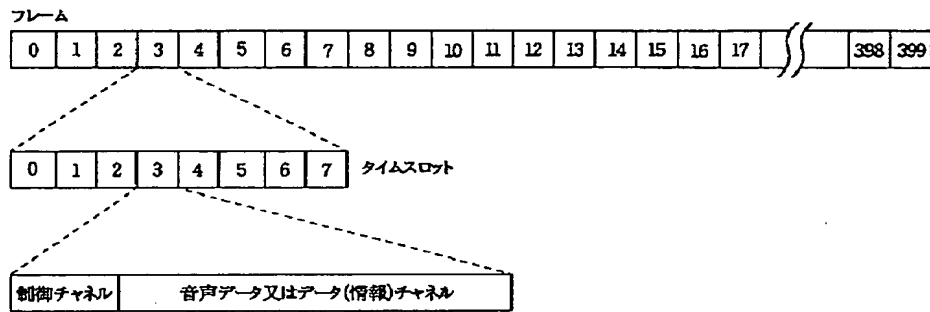 フレーム
0 1 2 3 4 5 6 7 8 9 10 11 12 13 14 15 16 17 398 399
0 1 2 3 4 5 6 7 タイムスロット
制御チャネル 音声データ又はデータ(情報)チャネル